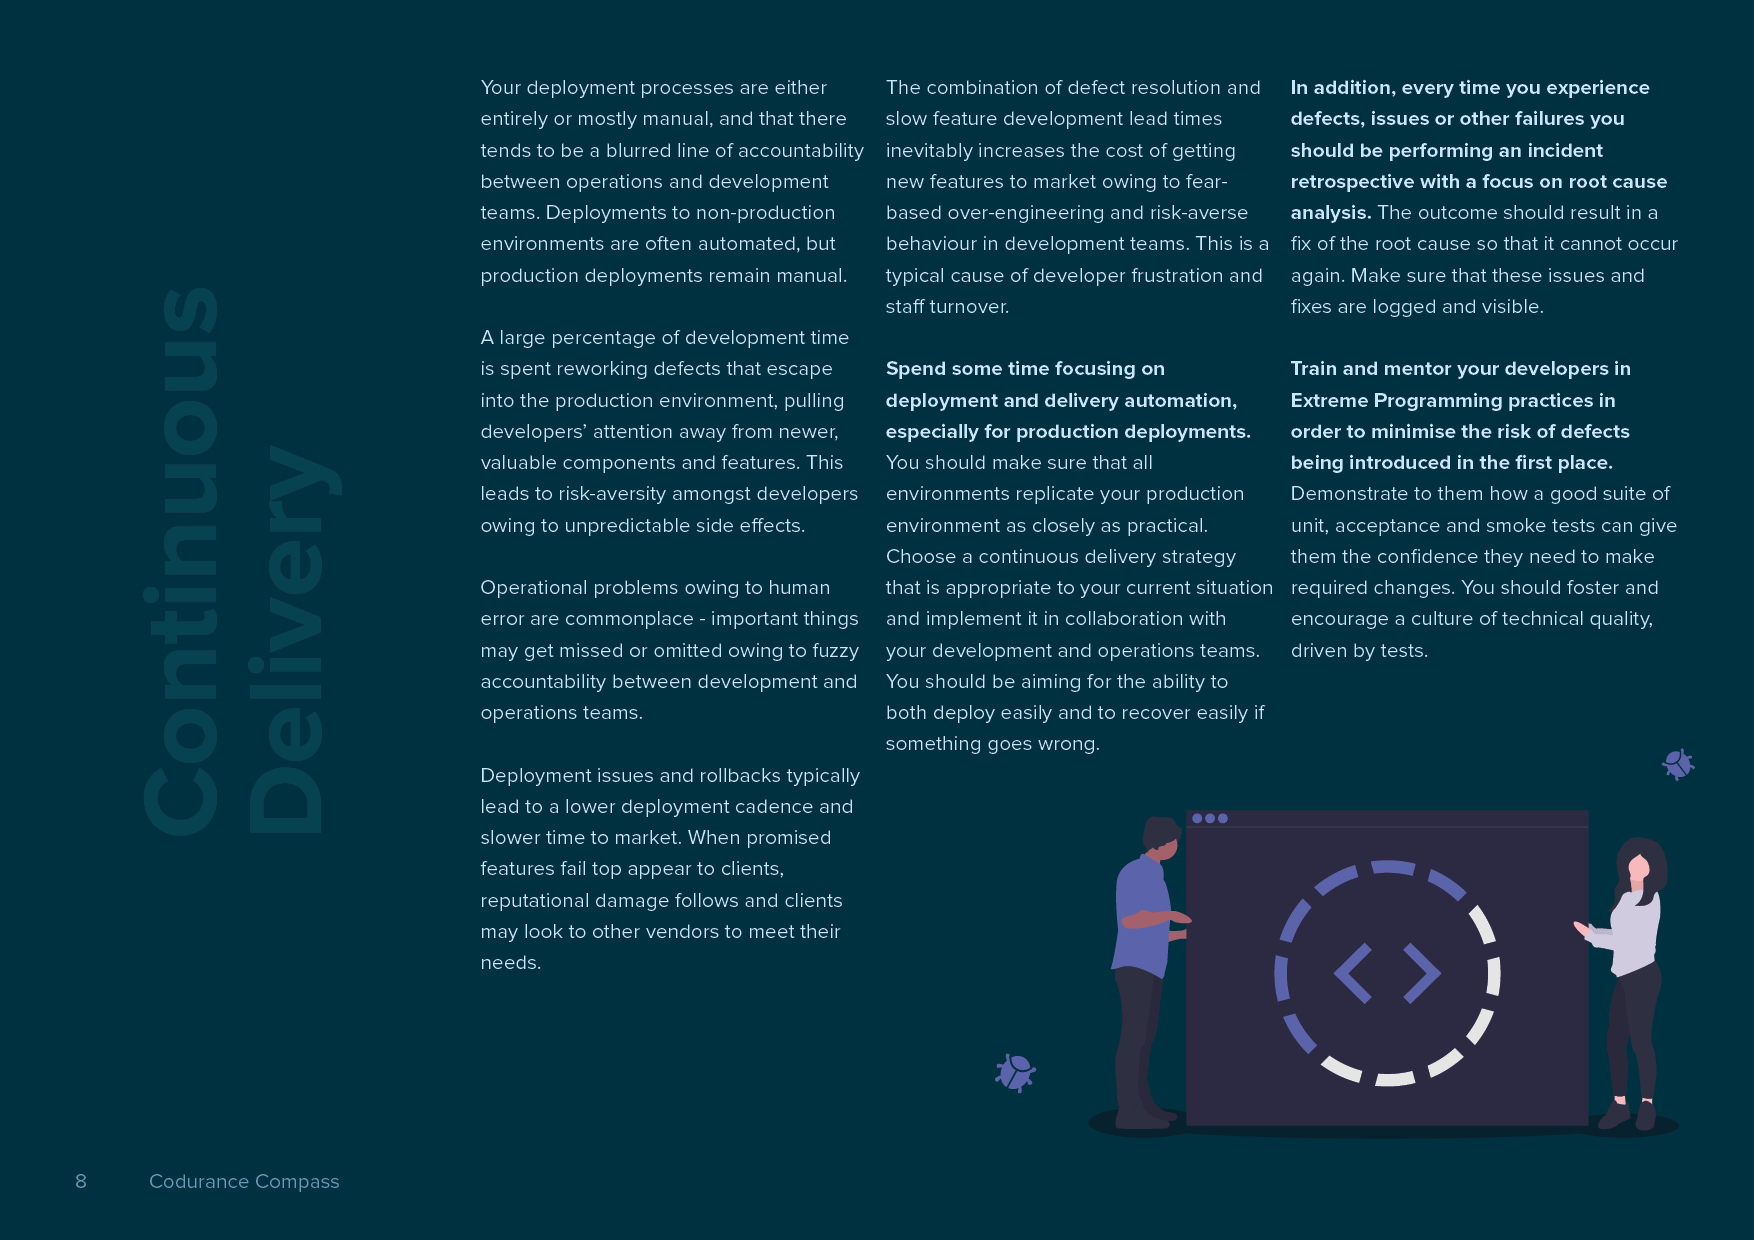 Continuous
Delivery
Your deployment processes are either
entirely or mostly manual, and that there
tends to be a blurred line of accountability
between operations and development
teams. Deployments to non-production
environments are often automated, but
production deployments remain manual.
A large percentage of development time
is spent reworking defects that escape
into the production environment, pulling
developers’ attention away from newer,
valuable components and features. This
leads to risk-aversity amongst developers
owing to unpredictable side effects.
Operational problems owing to human
error are commonplace - important things
may get missed or omitted owing to fuzzy
accountability between development and
operations teams.
Deployment issues and rollbacks typically
lead to a lower deployment cadence and
slower time to market. When promised
features fail top appear to clients,
reputational damage follows and clients
may look to other vendors to meet their
needs.
The combination of defect resolution and
slow feature development lead times
inevitably increases the cost of getting
new features to market owing to fear-
based over-engineering and risk-averse
behaviour in development teams. This is a
typical cause of developer frustration and
staff turnover.
Spend some time focusing on
deployment and delivery automation,
especially for production deployments.
You should make sure that all
environments replicate your production
environment as closely as practical.
Choose a continuous delivery strategy
that is appropriate to your current situation
and implement it in collaboration with
your development and operations teams.
You should be aiming for the ability to
both deploy easily and to recover easily if
something goes wrong.
In addition, every time you experience
defects, issues or other failures you
should be performing an incident
retrospective with a focus on root cause
analysis. The outcome should result in a
fix of the root cause so that it cannot occur
again. Make sure that these issues and
fixes are logged and visible.
Train and mentor your developers in
Extreme Programming practices in
order to minimise the risk of defects
being introduced in the first place.
Demonstrate to them how a good suite of
unit, acceptance and smoke tests can give
them the confidence they need to make
required changes. You should foster and
encourage a culture of technical quality,
driven by tests.
8 Codurance Compass